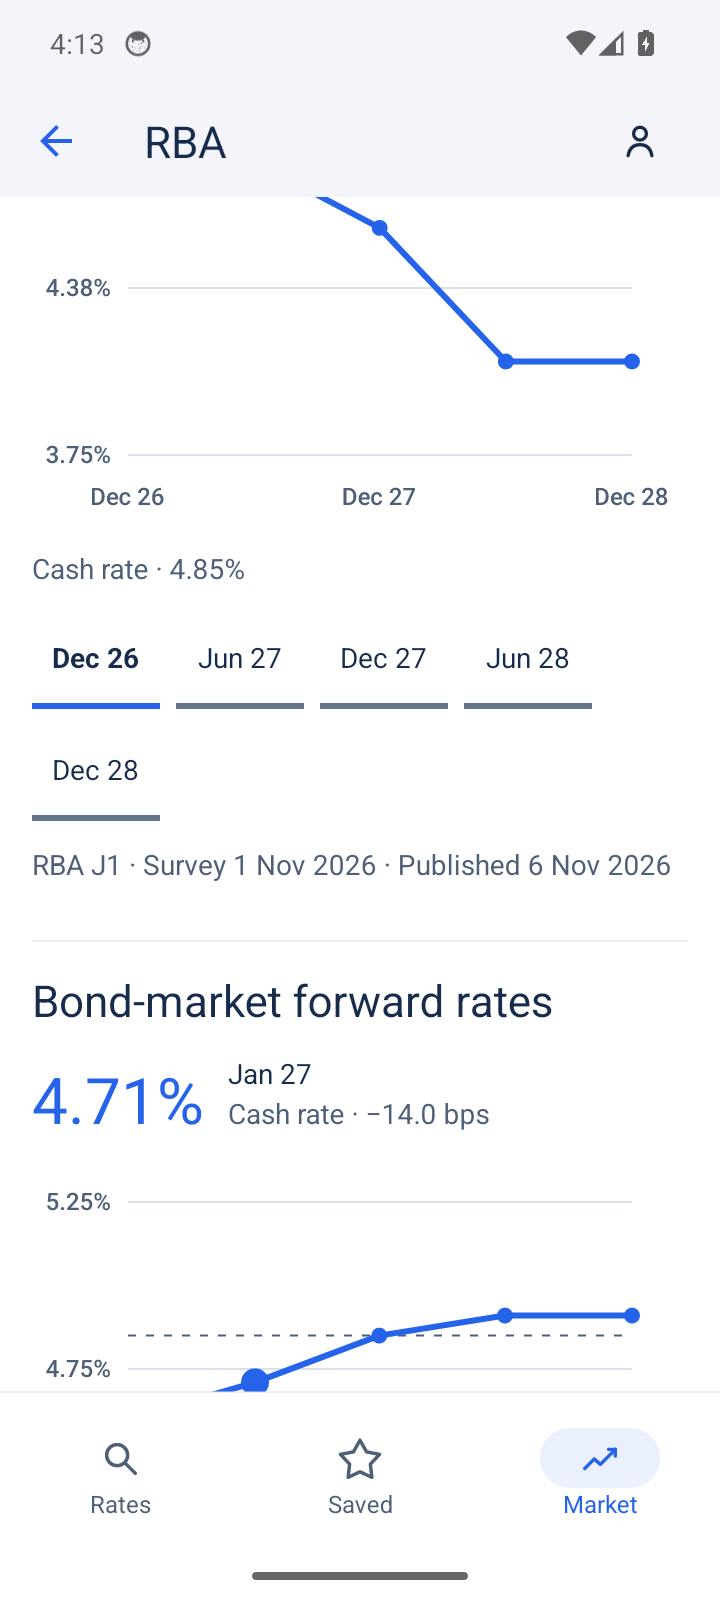 4:13
RBA
4.38%
3.75%
Dec 26 Dec 27 Dec 28
Cash rate · 4.85%
Dec 26 Jun 27 Dec 27 Jun 28
Dec 28
RBA J1 · Survey 1 Nov 2026 · Published 6 Nov 2026
Bond-market forward rates
4.71%
Jan 27
Cash rate · −14.0 bps
5.25%
4.75%
Rates Saved Market